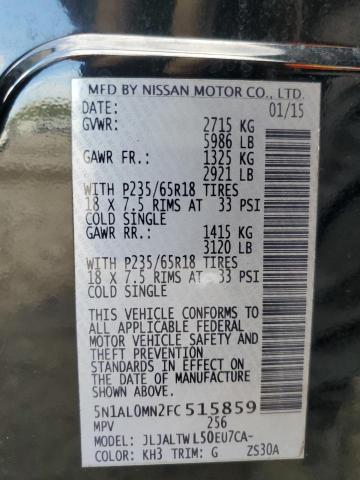 MFD BY NISSAN MOTOR CO., LTD.
DATE: 01/15
GVWR: 2715 KG
5986 LB
GAWR FR.: 1325 KG
2921 LB
WITH P235/65R18 TIRES
18 X 7.5 RIMS AT 33 PSI
COLD SINGLE
GAWR RR.: 1415 KG
3120 LB
WITH P235/65R18 TIRES
18 X 7.5 RIMS AT 33 PSI
COLD SINGLE
THIS VEHICLE CONFORMS TO
ALL APPLICABLE FEDERAL
MOTOR VEHICLE SAFETY AND
THEFT PREVENTION
STANDARDS IN EFFECT ON
THE DATE OF MANUFACTURE
SHOWN ABOVE.
5N1AL0MN2FC515859
MPV 256
JLJALTWL50EU7CA-
COLOR: KH3 TRIM: G ZS30A